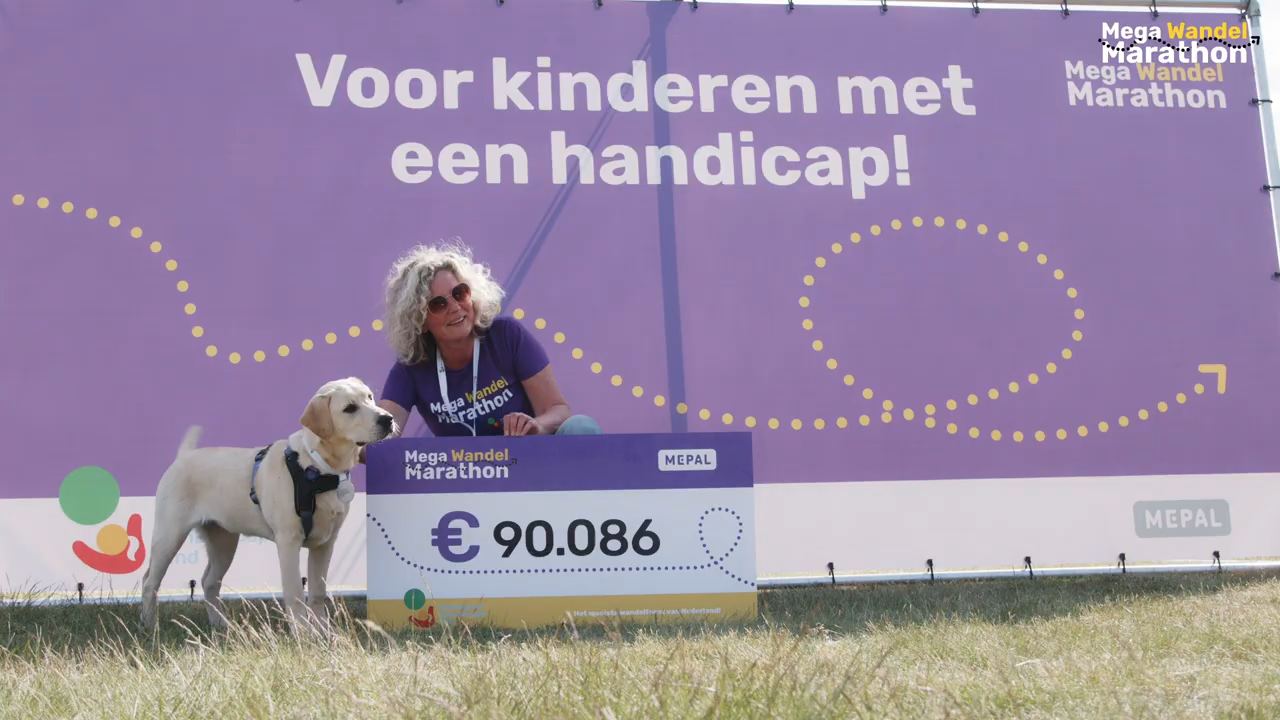 Mega Wandel
Marathon
Mega Wandel
Marathon
Voor kinderen met
een handicap!
Mega Wandel
Marathon
Mega Wandel
Marathon
MEPAL
€ 90.086
MEPAL